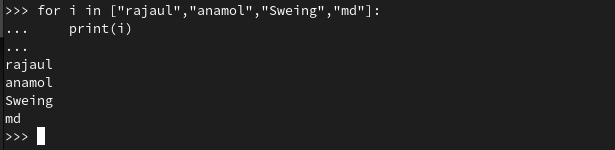 >>> for i in ["rajaul","anamol","Sweing","md"]:
...     print(i)
...
rajaul
anamol
Sweing
md
>>>